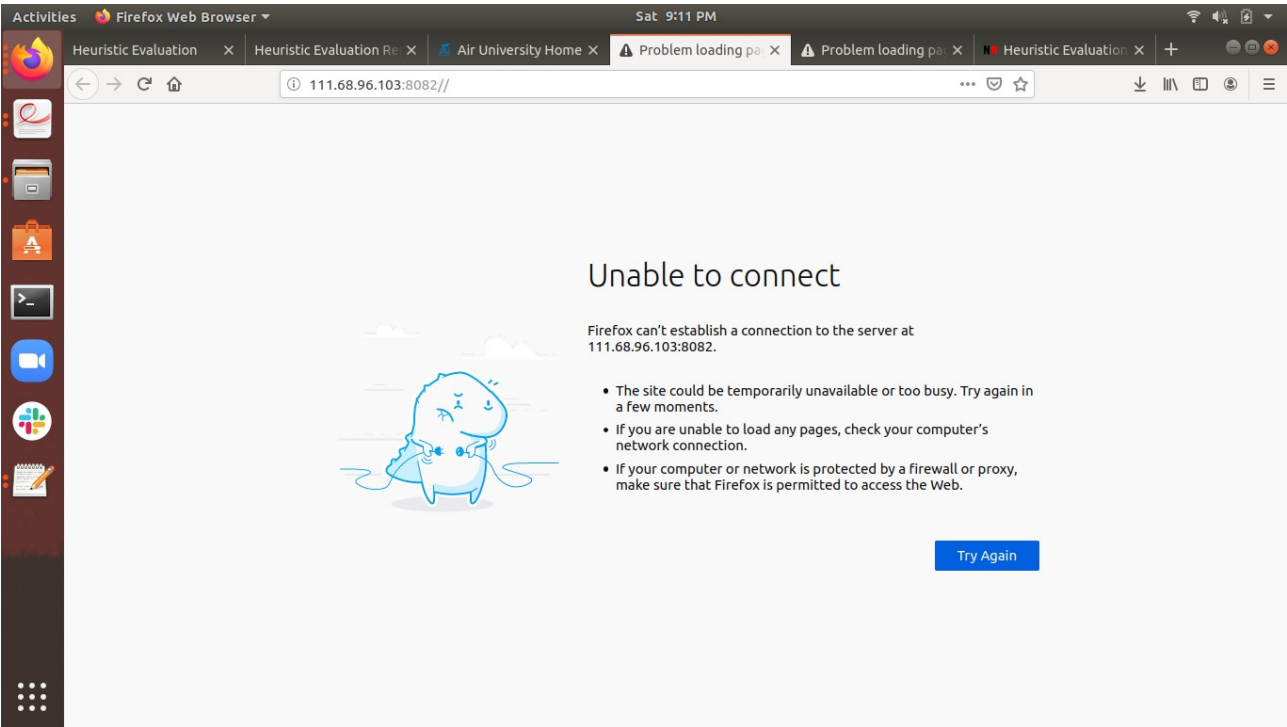 Activities Firefox Web Browser Sat 9:11 PM
Heuristic Evaluation Heuristic Evaluation Re Air University Home Problem loading pag Problem loading pag Heuristic Evaluation
111.68.96.103:8082//
Unable to connect
Firefox can’t establish a connection to the server at
111.68.96.103:8082.
• The site could be temporarily unavailable or too busy. Try again in
a few moments.
• If you are unable to load any pages, check your computer’s
network connection.
• If your computer or network is protected by a firewall or proxy,
make sure that Firefox is permitted to access the Web.
Try Again